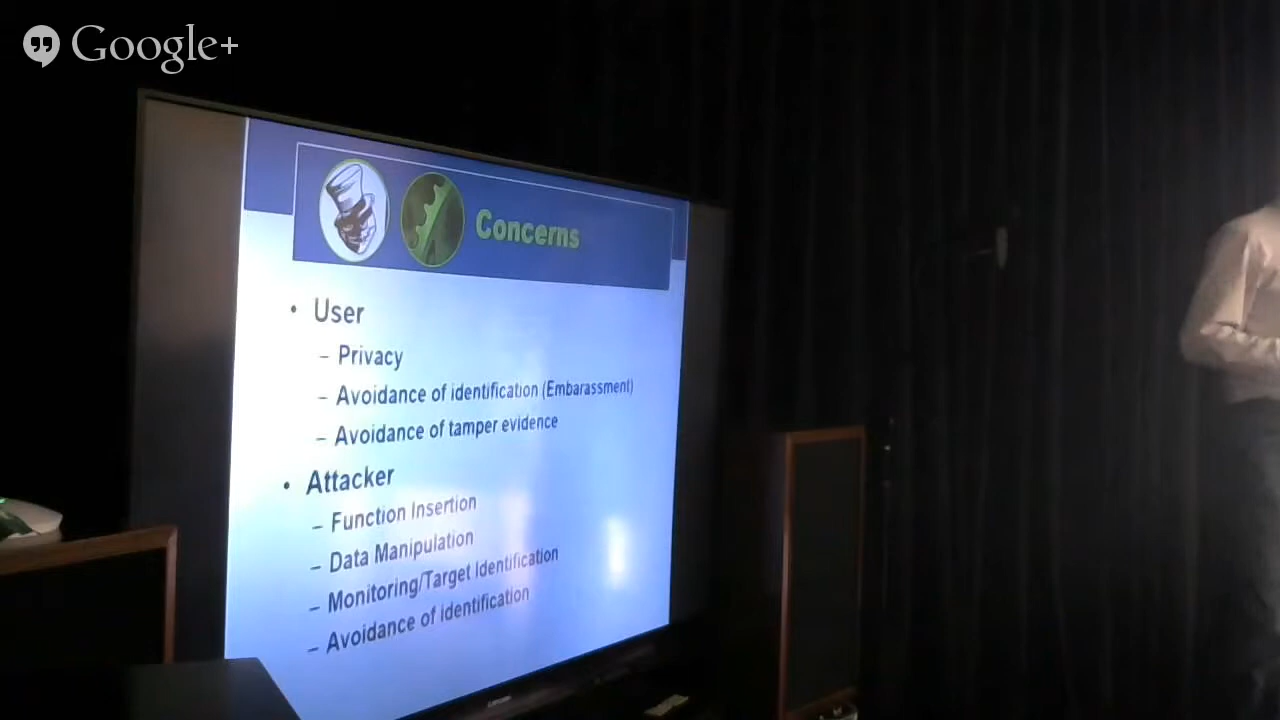 Google+
Concerns
• User
– Privacy
– Avoidance of identification (Embarassment)
– Avoidance of tamper evidence
• Attacker
– Function Insertion
– Data Manipulation
– Monitoring/Target Identification
– Avoidance of identification